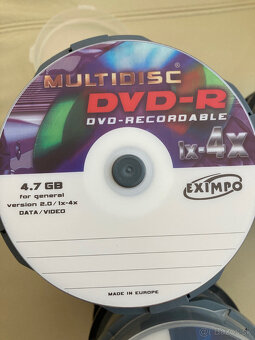 MULTIDISC®
DVD-R
DVD-RECORDABLE
1x-4x
4.7 GB
for general
version 2.0/1x-4x
DATA/VIDEO
EXIMPO
MADE IN EUROPE